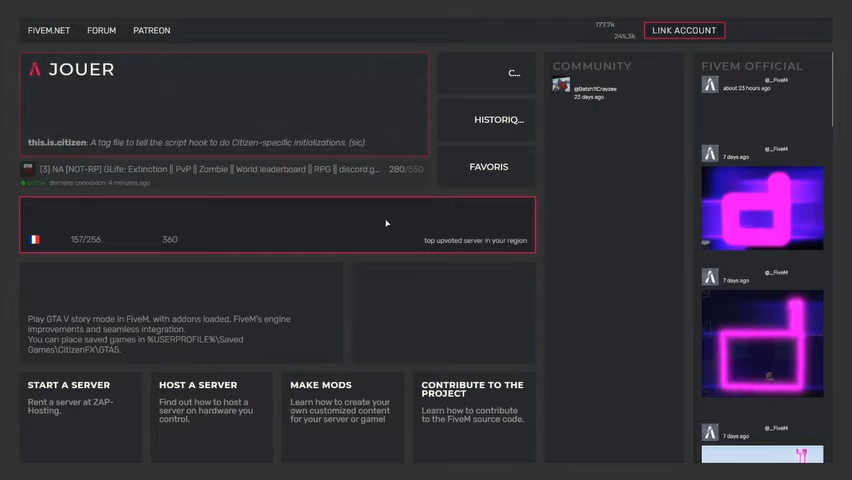 FIVEM.NET FORUM PATREON
177.7k
245.3k
LINK ACCOUNT
JOUER
this.is.citizen: A tag file to tell the script hook to do Citizen-specific initializations. (sic)
[3] NA [NOT-RP] GLife: Extinction || PvP || Zombie || World leaderboard || RPG || discord.g... 280/550
online dernière connexion: 4 minutes ago
C...
HISTORIQ...
FAVORIS
157/256 360
top upvoted server in your region
Play GTA V story mode in FiveM, with addons loaded, FiveM's engine
improvements and seamless integration.
You can place saved games in %USERPROFILE%\Saved
Games\CitizenFX\GTA5.
START A SERVER
Rent a server at ZAP-
Hosting.
HOST A SERVER
Find out how to host a
server on hardware you
control.
MAKE MODS
Learn how to create your
own customized content
for your server or game!
CONTRIBUTE TO THE
PROJECT
Learn how to contribute
to the FiveM source code.
COMMUNITY
@Batsh1tCrayzee
23 days ago
FIVEM OFFICIAL
@_FiveM
about 23 hours ago
@_FiveM
7 days ago
@_FiveM
7 days ago
@_FiveM
7 days ago